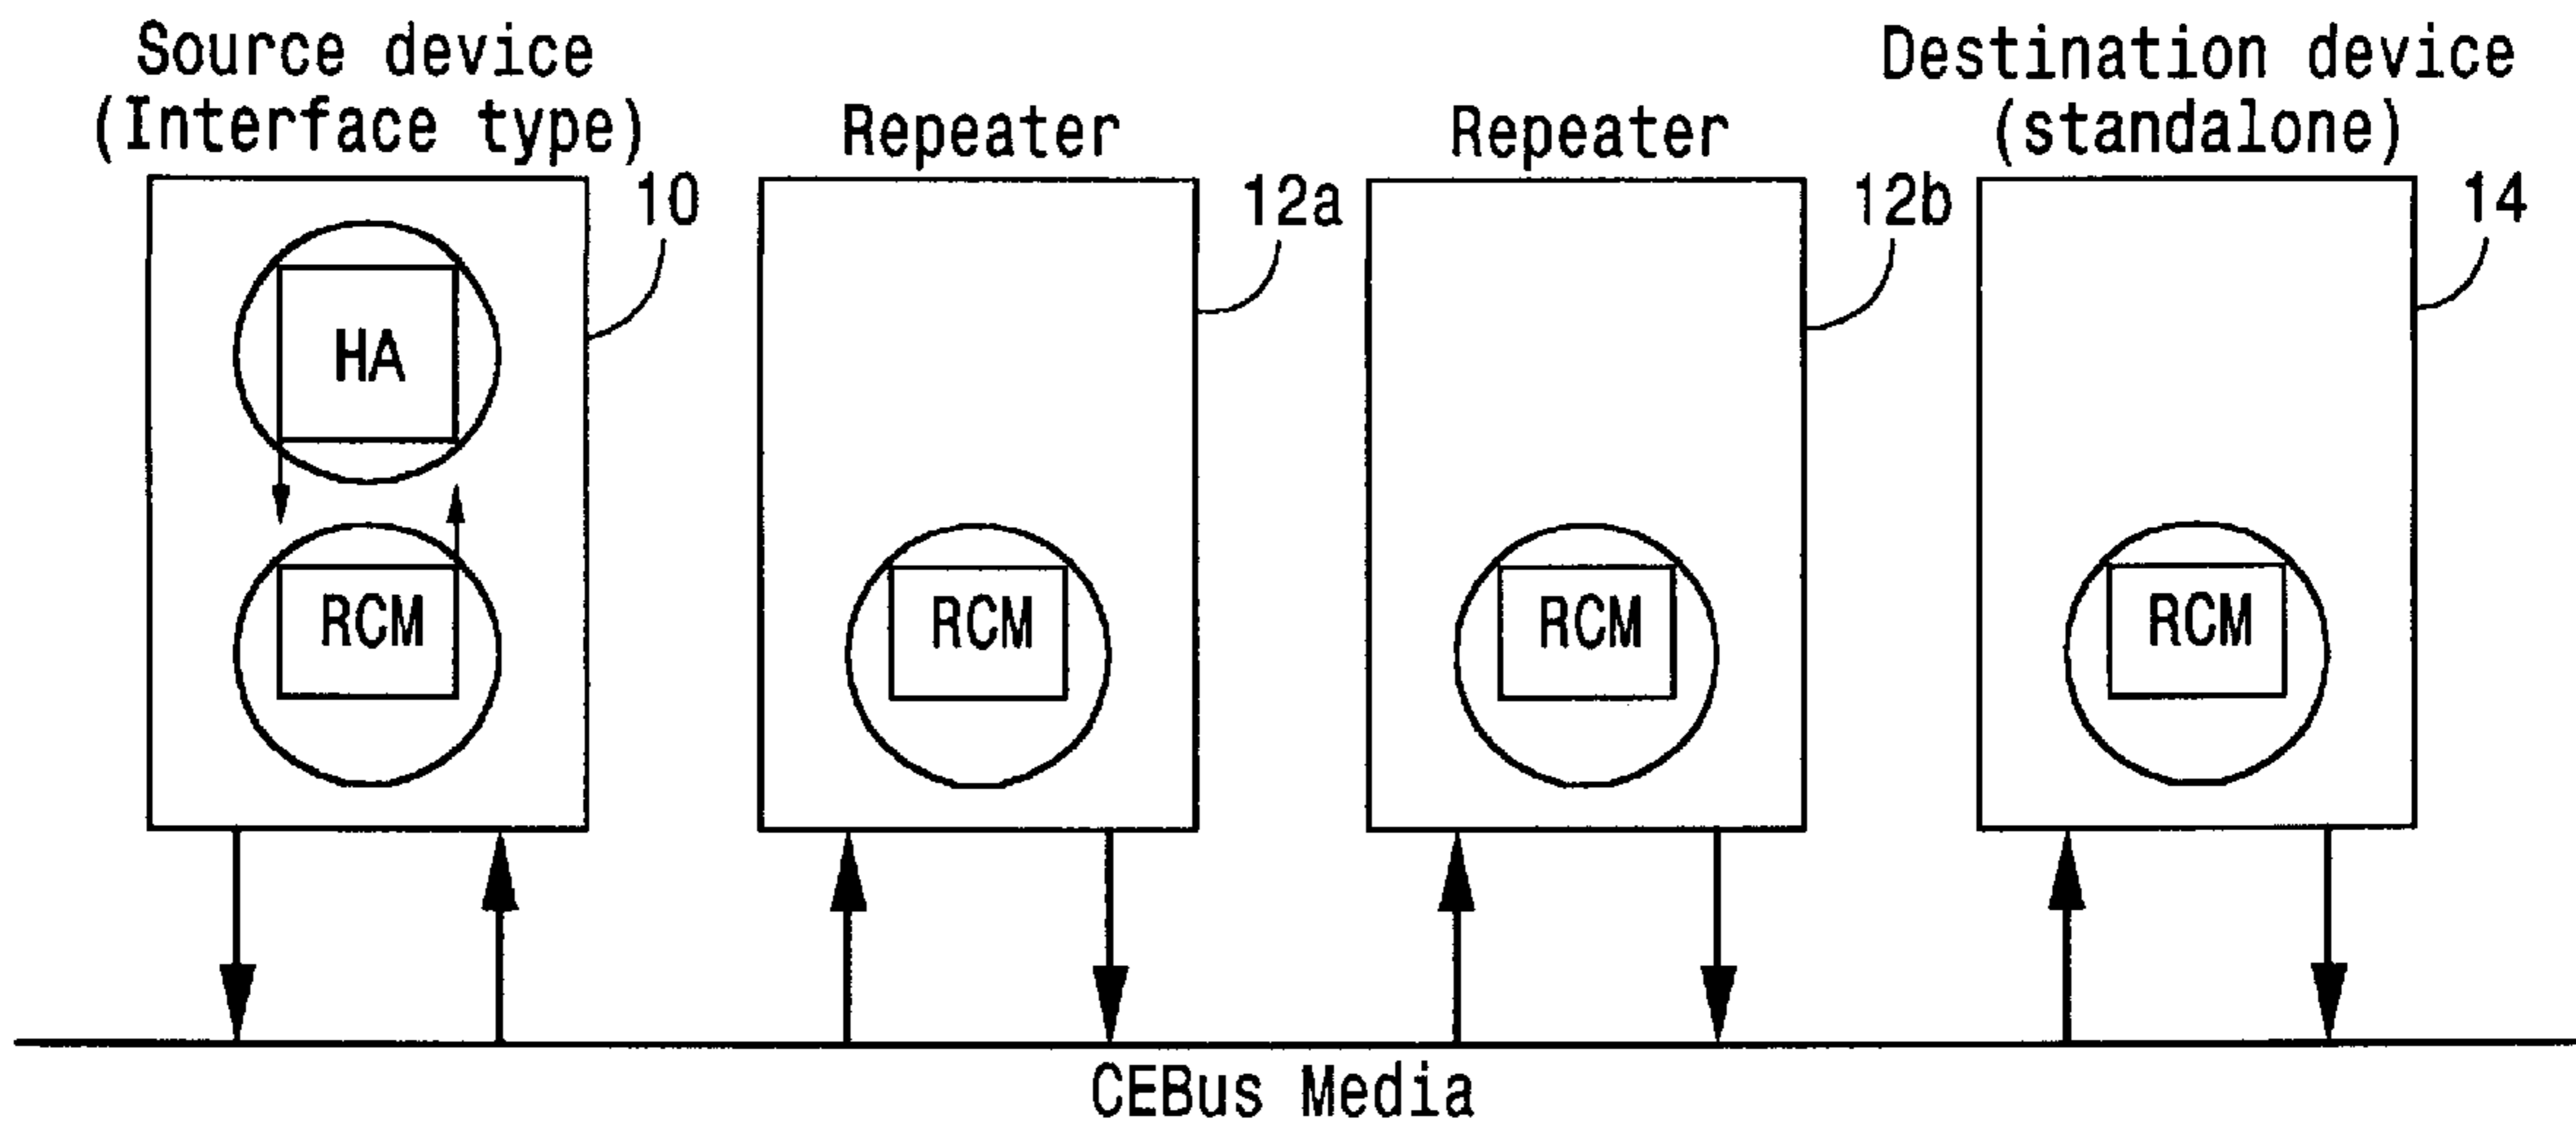 Source device
(Interface type)
Repeater
Repeater
Destination device
(standalone)
10
12a
12b
14
HA
RCM
RCM
RCM
RCM
CEBus Media